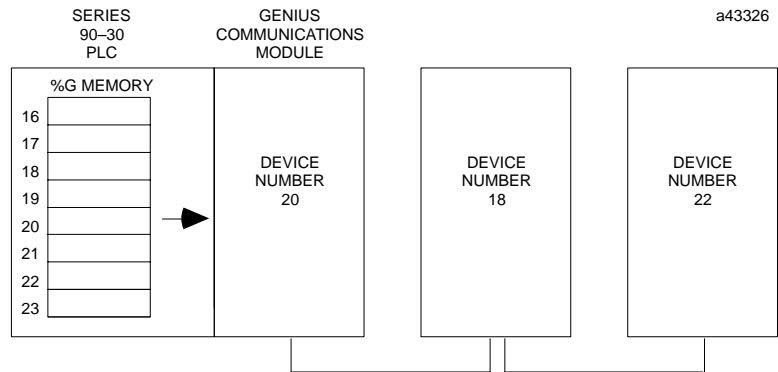 SERIES
90–30
PLC
GENIUS
COMMUNICATIONS
MODULE
a43326
%G MEMORY
16
17
18
19
20
21
22
23
DEVICE
NUMBER
20
DEVICE
NUMBER
18
DEVICE
NUMBER
22